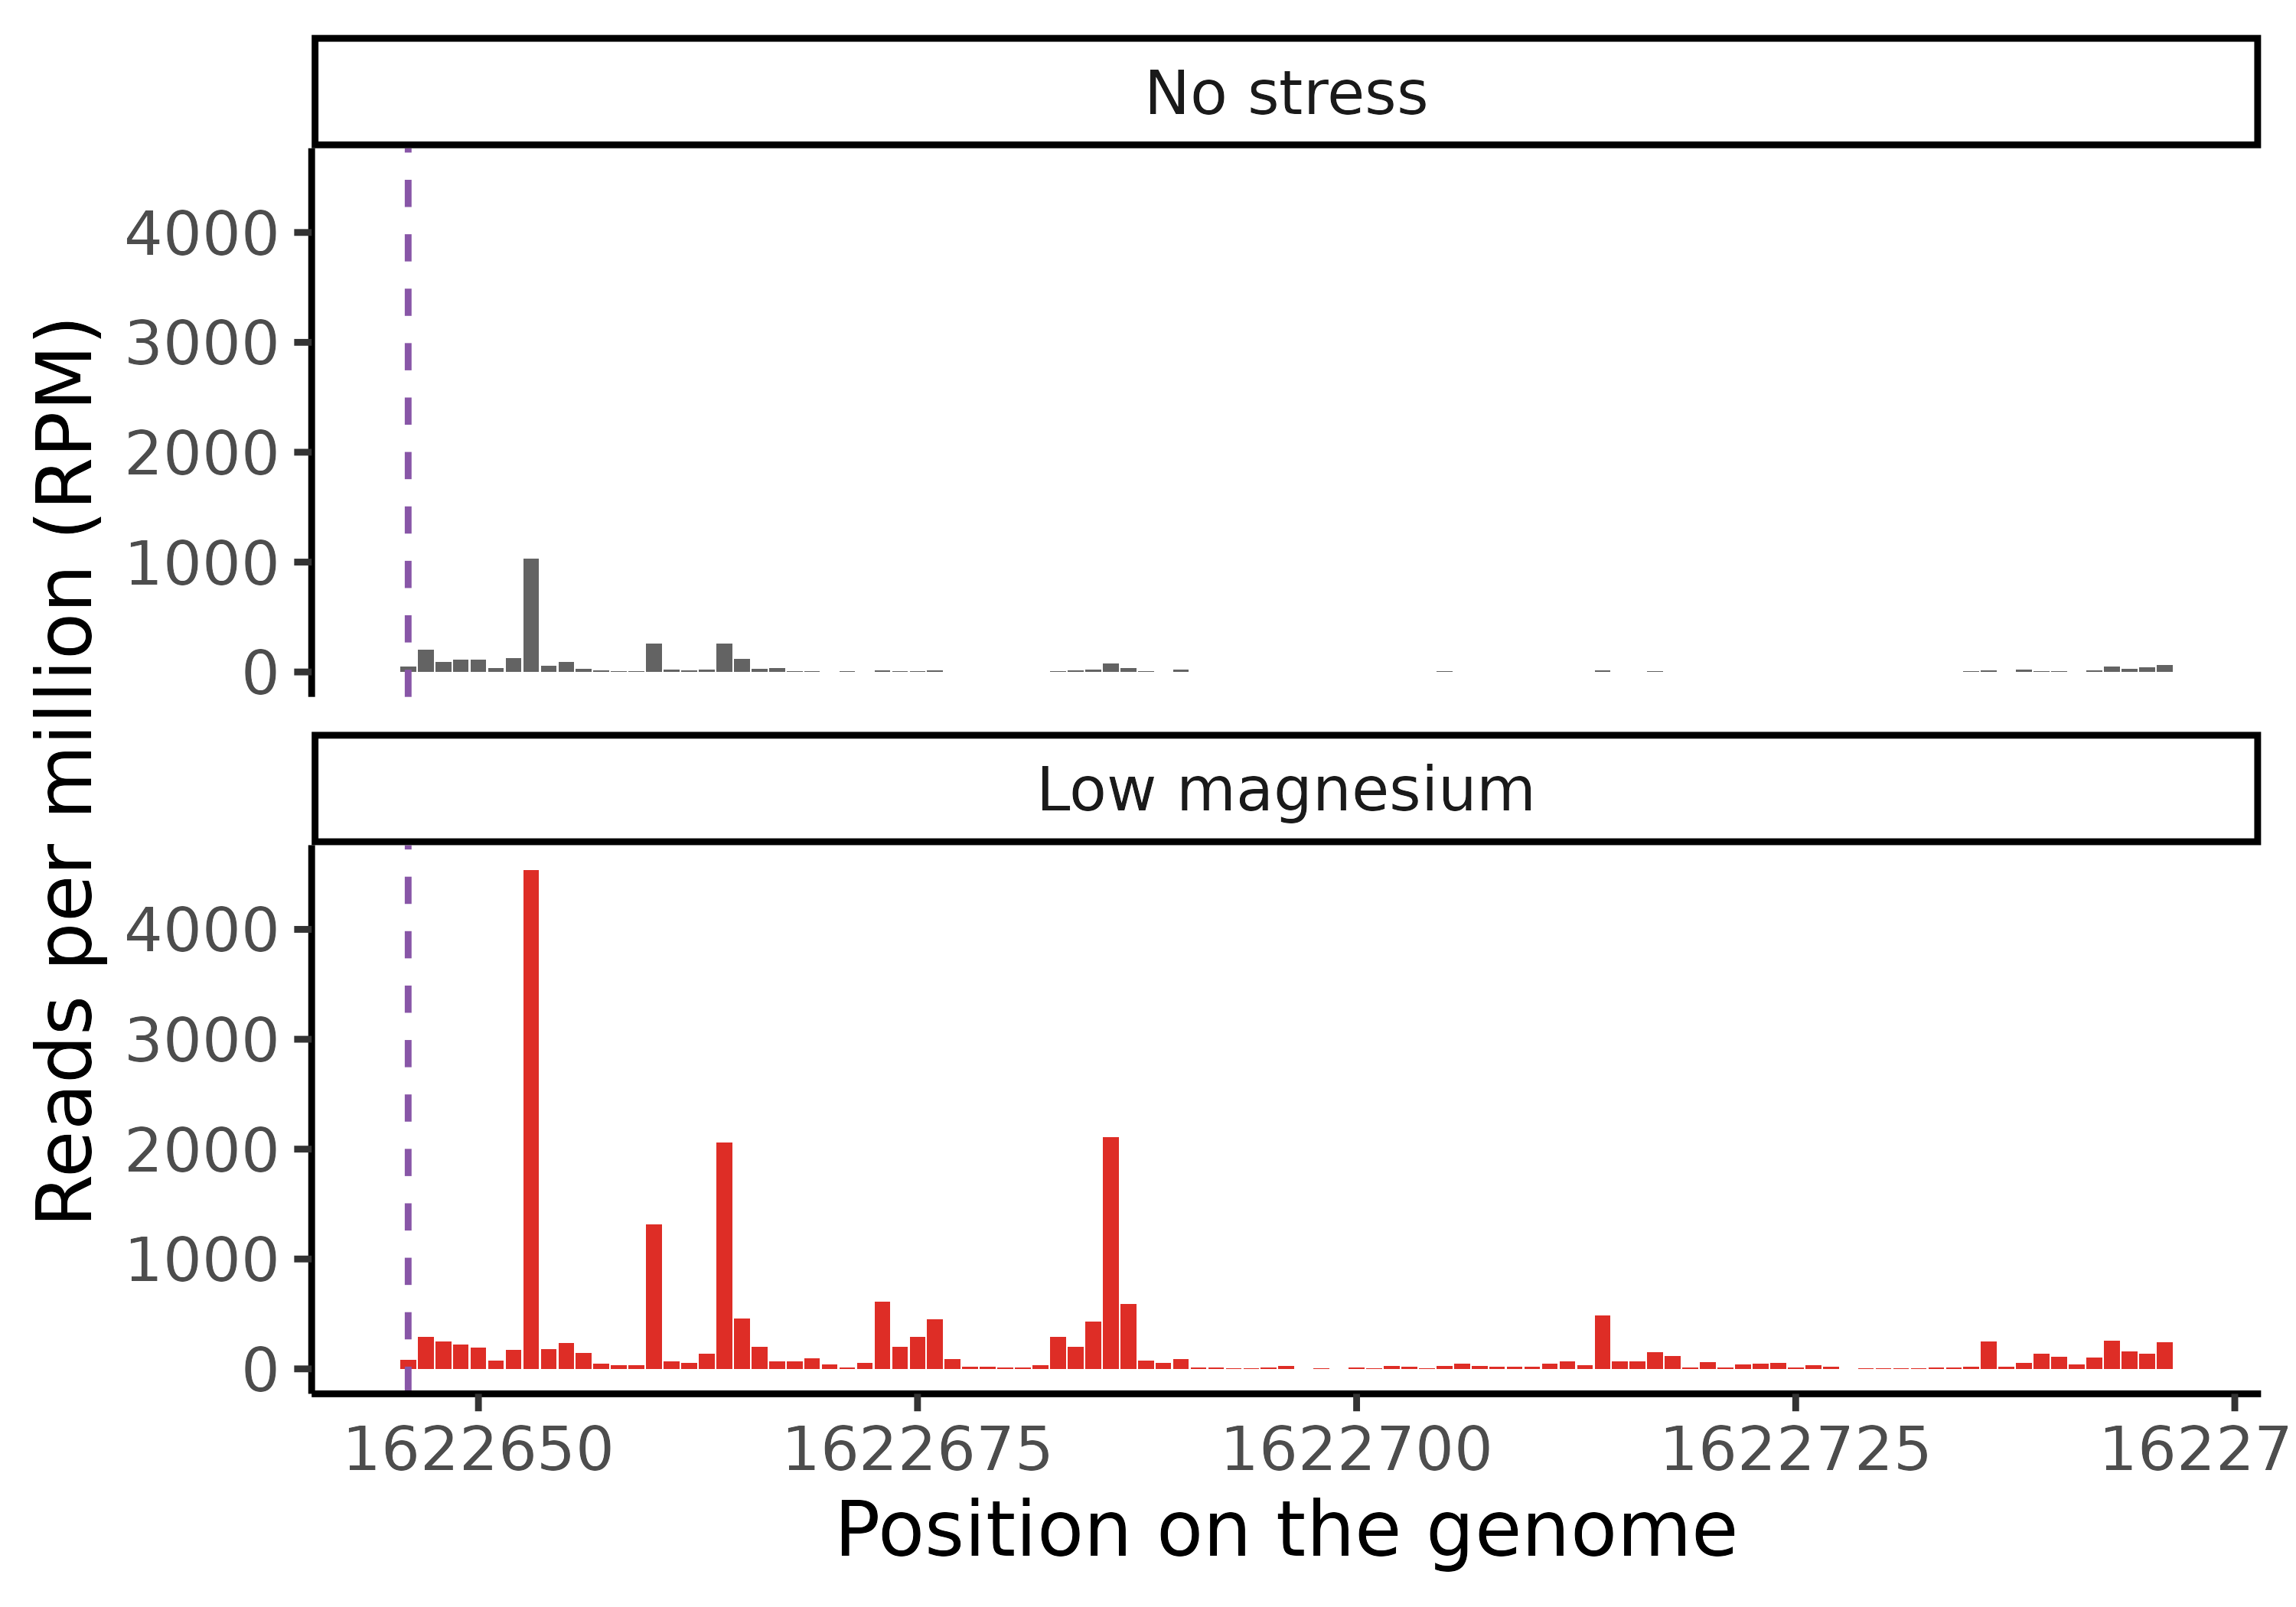 No stress
4000
3000
2000
1000
0
Low magnesium
4000
3000
2000
1000
0
Reads per million (RPM)
1622650 1622675 1622700 1622725 16227
Position on the genome